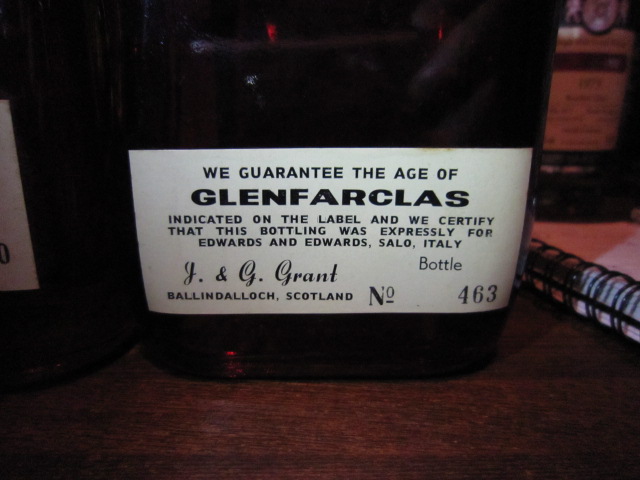 WE GUARANTEE THE AGE OF
GLENFARCLAS
INDICATED ON THE LABEL AND WE CERTIFY
THAT THIS BOTTLING WAS EXPRESSLY FOR
EDWARDS AND EDWARDS, SALO, ITALY
Bottle
J. & G. Grant
BALLINDALLOCH, SCOTLAND Nº 463